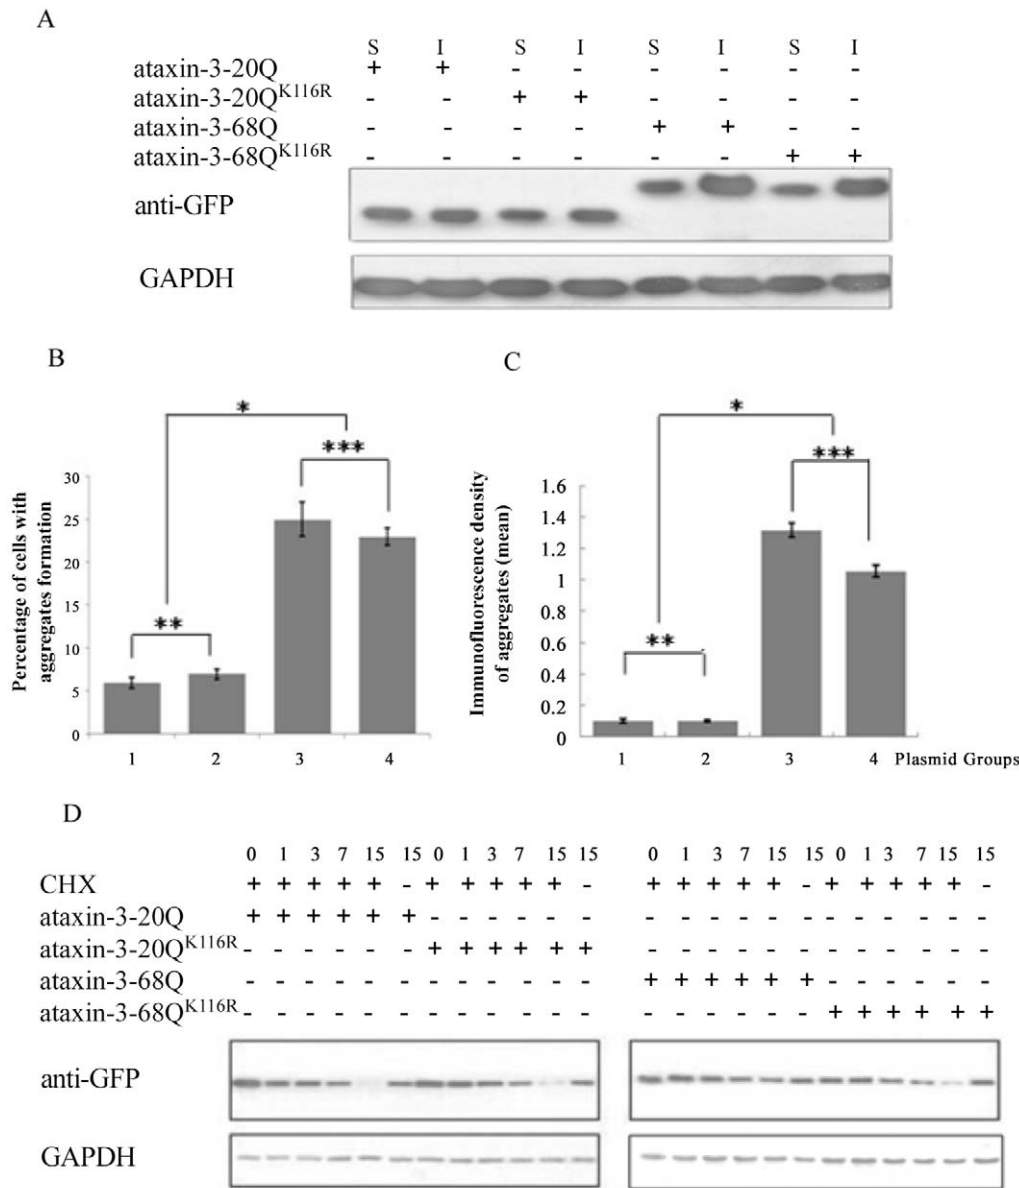 A
S I S I S I S I
ataxin-3-20Q + + - - - - - -
ataxin-3-20QK116R - - + + - - - -
ataxin-3-68Q - - - - + + - -
ataxin-3-68QK116R - - - - - - + +
anti-GFP
GAPDH
B
*
***
**
Percentage of cells with
aggregates formation
30
25
20
15
10
5
0
1 2 3 4
C
*
***
**
Immunofluorescence density
of aggregates (mean)
1.6
1.4
1.2
1
0.8
0.6
0.4
0.2
0
1 2 3 4 Plasmid Groups
D
0 1 3 7 15 15 0 1 3 7 15 15 0 1 3 7 15 15 0 1 3 7 15 15
CHX + + + + + - + + + + + - + + + + + - + + + + + -
ataxin-3-20Q + + + + + + - - - - - - - - - - - - - - - - - -
ataxin-3-20QK116R - - - - - - + + + + + + - - - - - - - - - - - -
ataxin-3-68Q - - - - - - - - - - - - + + + + + + - - - - - -
ataxin-3-68QK116R - - - - - - - - - - - - - - - - - - + + + + + +
anti-GFP
GAPDH